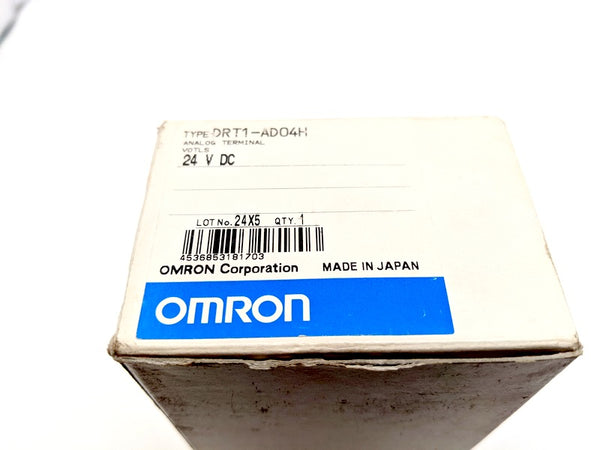 TYPE DRT1-AD04H
ANALOG TERMINAL
VOTLS
24 V DC
LOT No. 24X5 QTY. 1
4536853181703
OMRON Corporation MADE IN JAPAN
OMRON